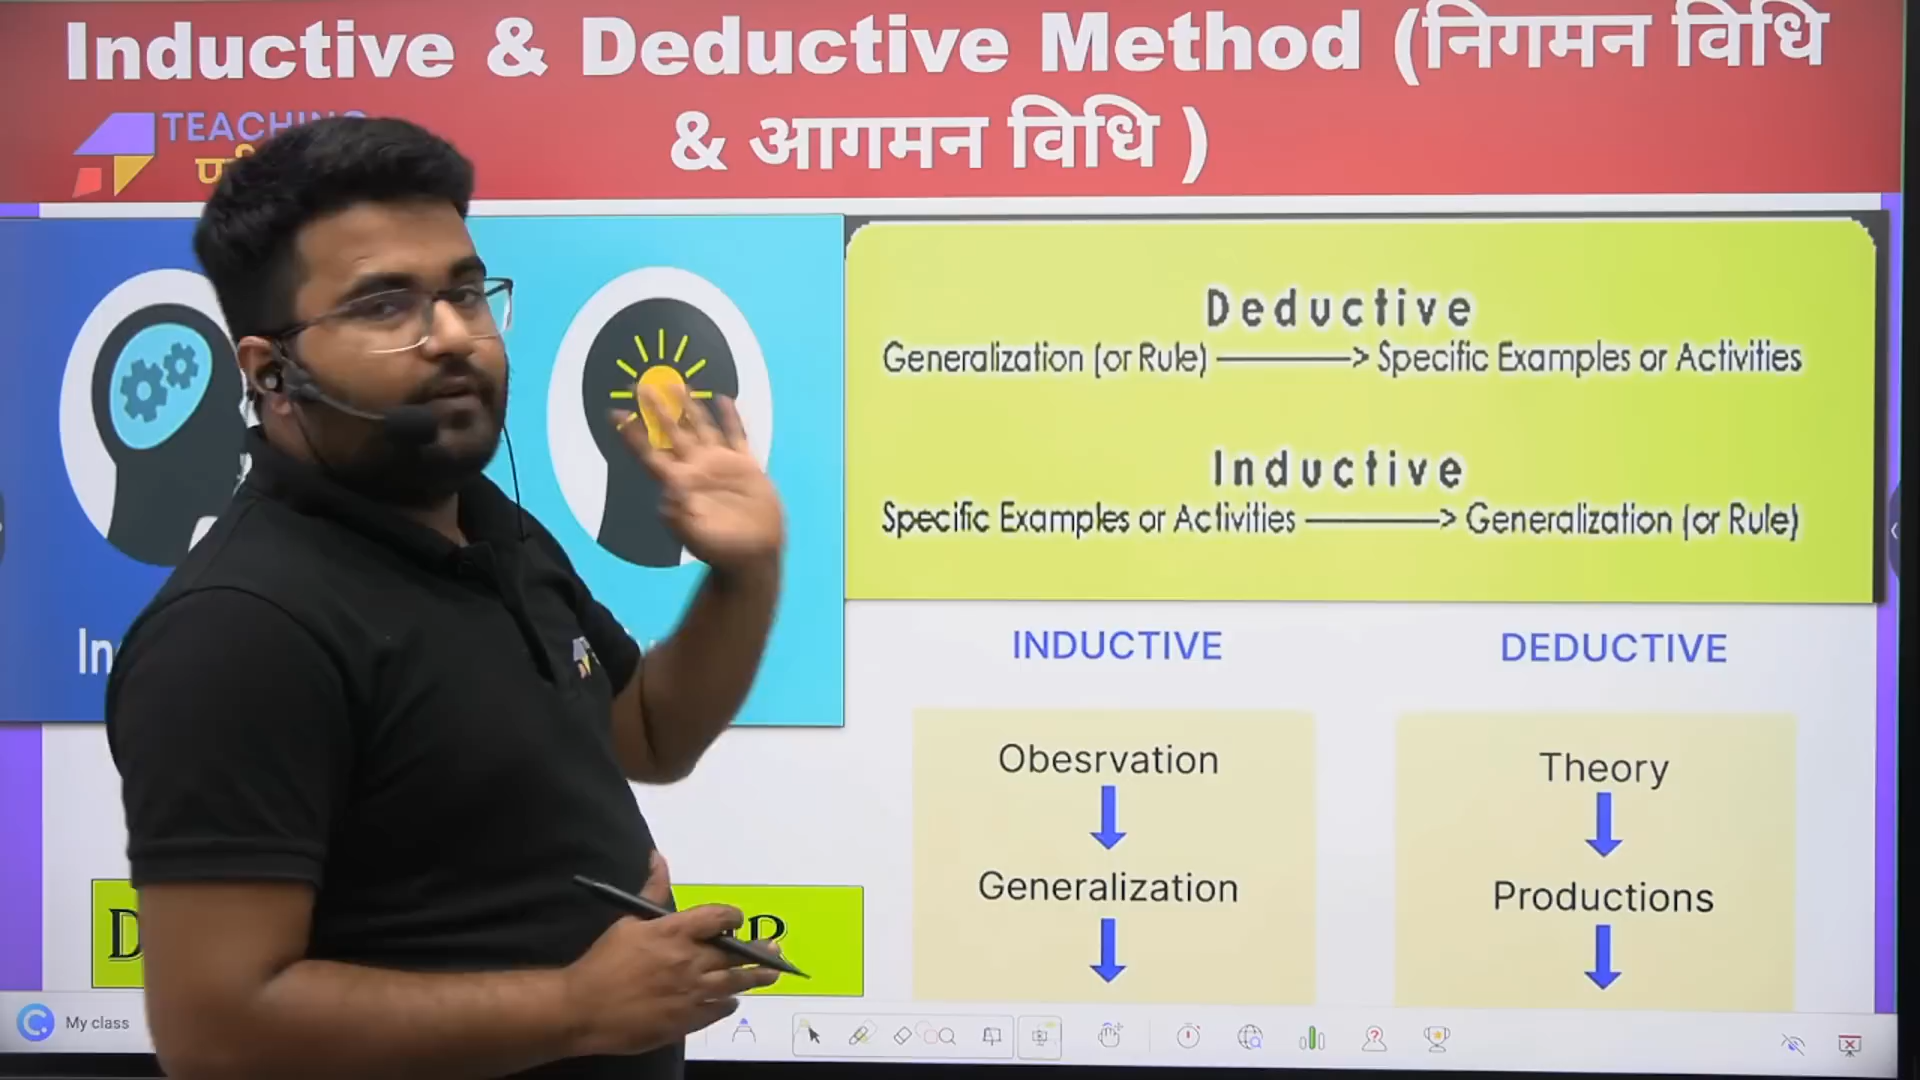 Inductive & Deductive Method (निगमन विधि
& आगमन विधि )
TEACHING
Deductive
Generalization (or Rule) ————> Specific Examples or Activities
Inductive
Specific Examples or Activities ————> Generalization (or Rule)
INDUCTIVE
DEDUCTIVE
Obesrvation
Theory
Generalization
Productions
My class